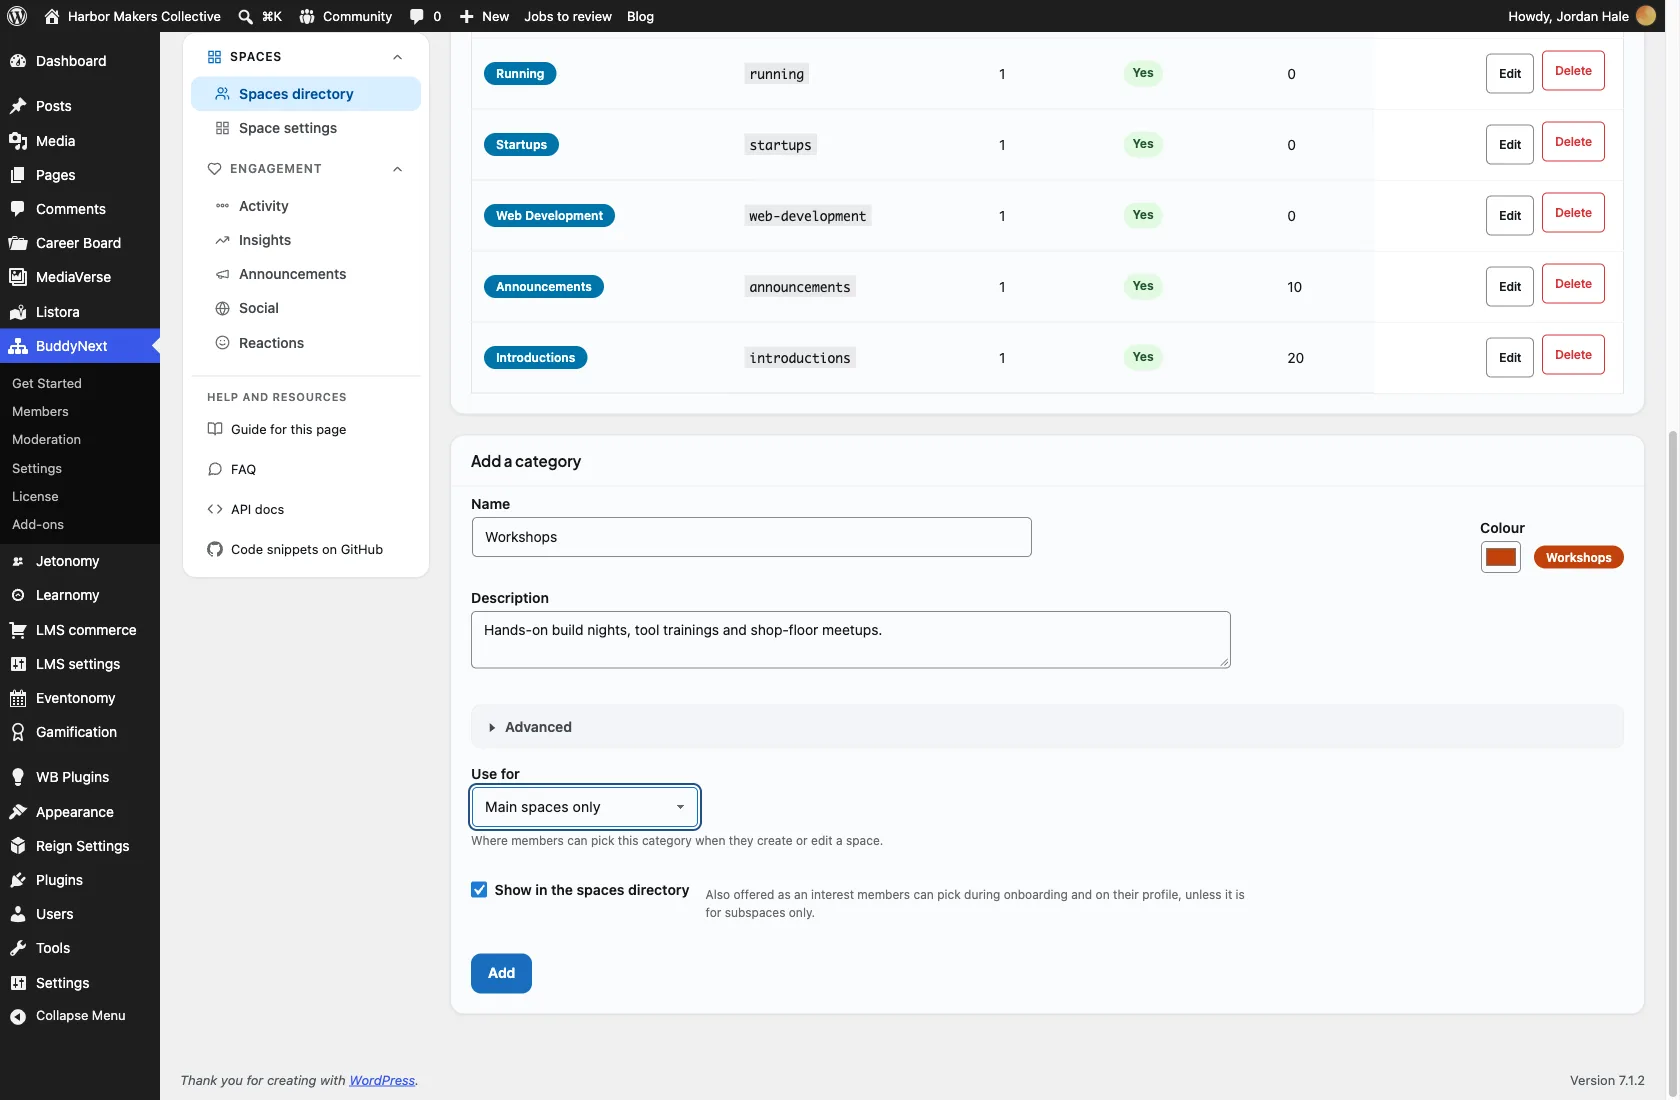 Harbor Makers Collective
⌘K
Community
0
New
Jobs to review
Blog
Howdy, Jordan Hale
Dashboard
Posts
Media
Pages
Comments
Career Board
MediaVerse
Listora
BuddyNext
Get Started
Members
Moderation
Settings
License
Add-ons
Jetonomy
Learnomy
LMS commerce
LMS settings
Eventonomy
Gamification
WB Plugins
Appearance
Reign Settings
Plugins
Users
Tools
Settings
Collapse Menu
SPACES
Spaces directory
Space settings
ENGAGEMENT
Activity
Insights
Announcements
Social
Reactions
HELP AND RESOURCES
Guide for this page
FAQ
API docs
Code snippets on GitHub
Running running 1 Yes 0 Edit Delete
Startups startups 1 Yes 0 Edit Delete
Web Development web-development 1 Yes 0 Edit Delete
Announcements announcements 1 Yes 10 Edit Delete
Introductions introductions 1 Yes 20 Edit Delete
Add a category
Name
Workshops
Colour
Workshops
Description
Hands-on build nights, tool trainings and shop-floor meetups.
Advanced
Use for
Main spaces only
Where members can pick this category when they create or edit a space.
Show in the spaces directory
Also offered as an interest members can pick during onboarding and on their profile, unless it is
for subspaces only.
Add
Thank you for creating with WordPress.
Version 7.1.2